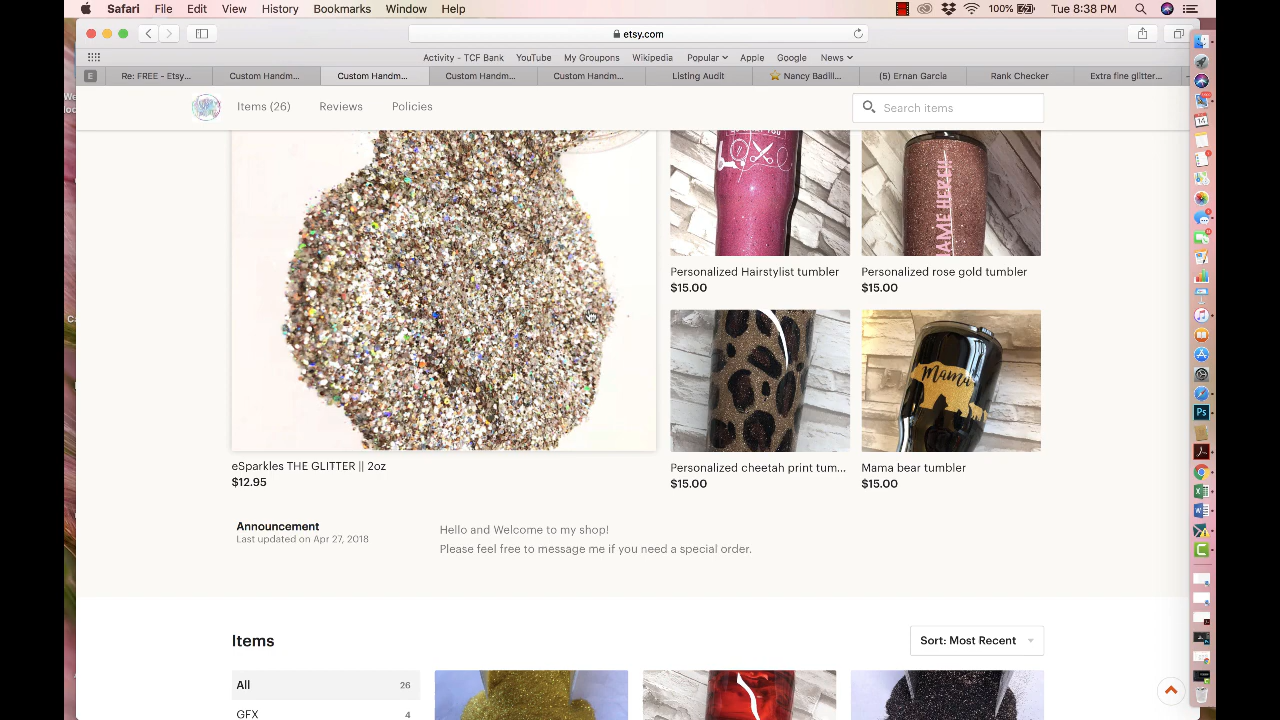 Safari File Edit View History Bookmarks Window Help
100% Tue 8:38 PM
etsy.com
Activity - TCF Bank YouTube My Groupons Wikipedia Popular Apple Google News
E Re: FREE - Etsy... Custom Handm... Custom Handm... Custom Handm... Custom Handm... Listing Audit Nancy Badill... (5) Ernan Garcia Rank Checker Extra fine glitter...
Items (26) Reviews Policies
Search items
NAME HERE
Personalized Hairstylist tumbler
$15.00
Personalized rose gold tumbler
$15.00
Mama
eSparkles THE GLITTER || 2oz
$12.95
Personalized cheetah print tum...
$15.00
Mama bear tumbler
$15.00
Announcement
Last updated on Apr 27, 2018
Hello and Welcome to my shop!
Please feel free to message me if you need a special order.
Items
Sort: Most Recent
All 26
GFX 4
14
Ps